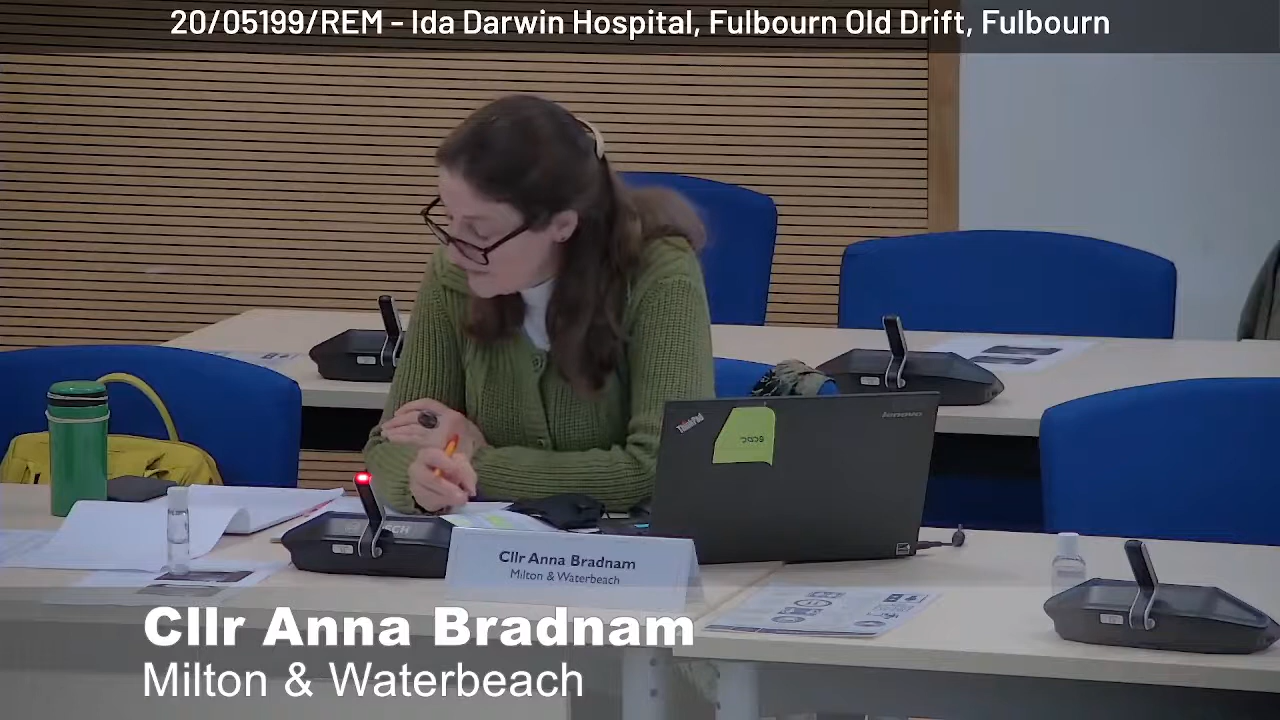 20/05199/REM - Ida Darwin Hospital, Fulbourn Old Drift, Fulbourn
ThinkPad
lenovo
SCDC
Cllr Anna Bradnam
Milton & Waterbeach
Cllr Anna Bradnam
Milton & Waterbeach